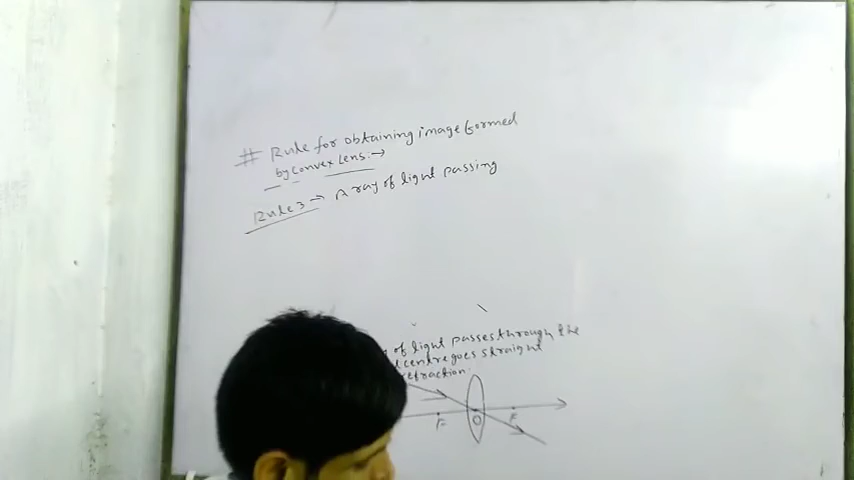 # Rule for obtaining image formed
by convex Lens:→
Rule 3 → A ray of light passing
of light passes through the
centre goes straight
refraction.
F O F